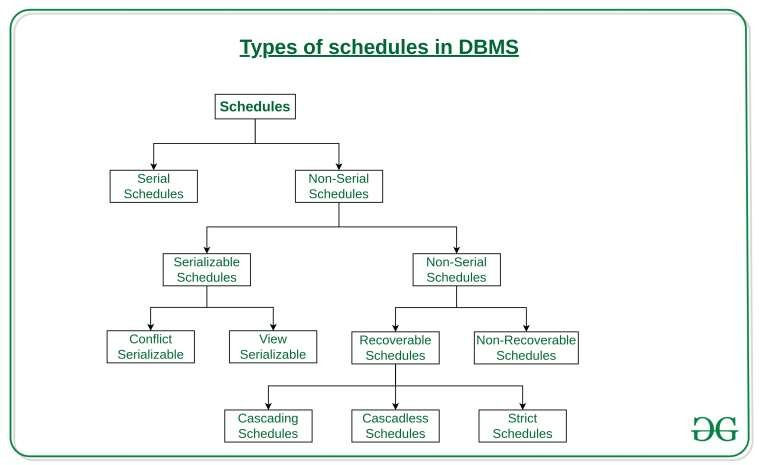 Types of schedules in DBMS
Schedules
Serial
Schedules
Non-Serial
Schedules
Serializable
Schedules
Non-Serial
Schedules
Conflict
Serializable
View
Serializable
Recoverable
Schedules
Non-Recoverable
Schedules
Cascading
Schedules
Cascadless
Schedules
Strict
Schedules